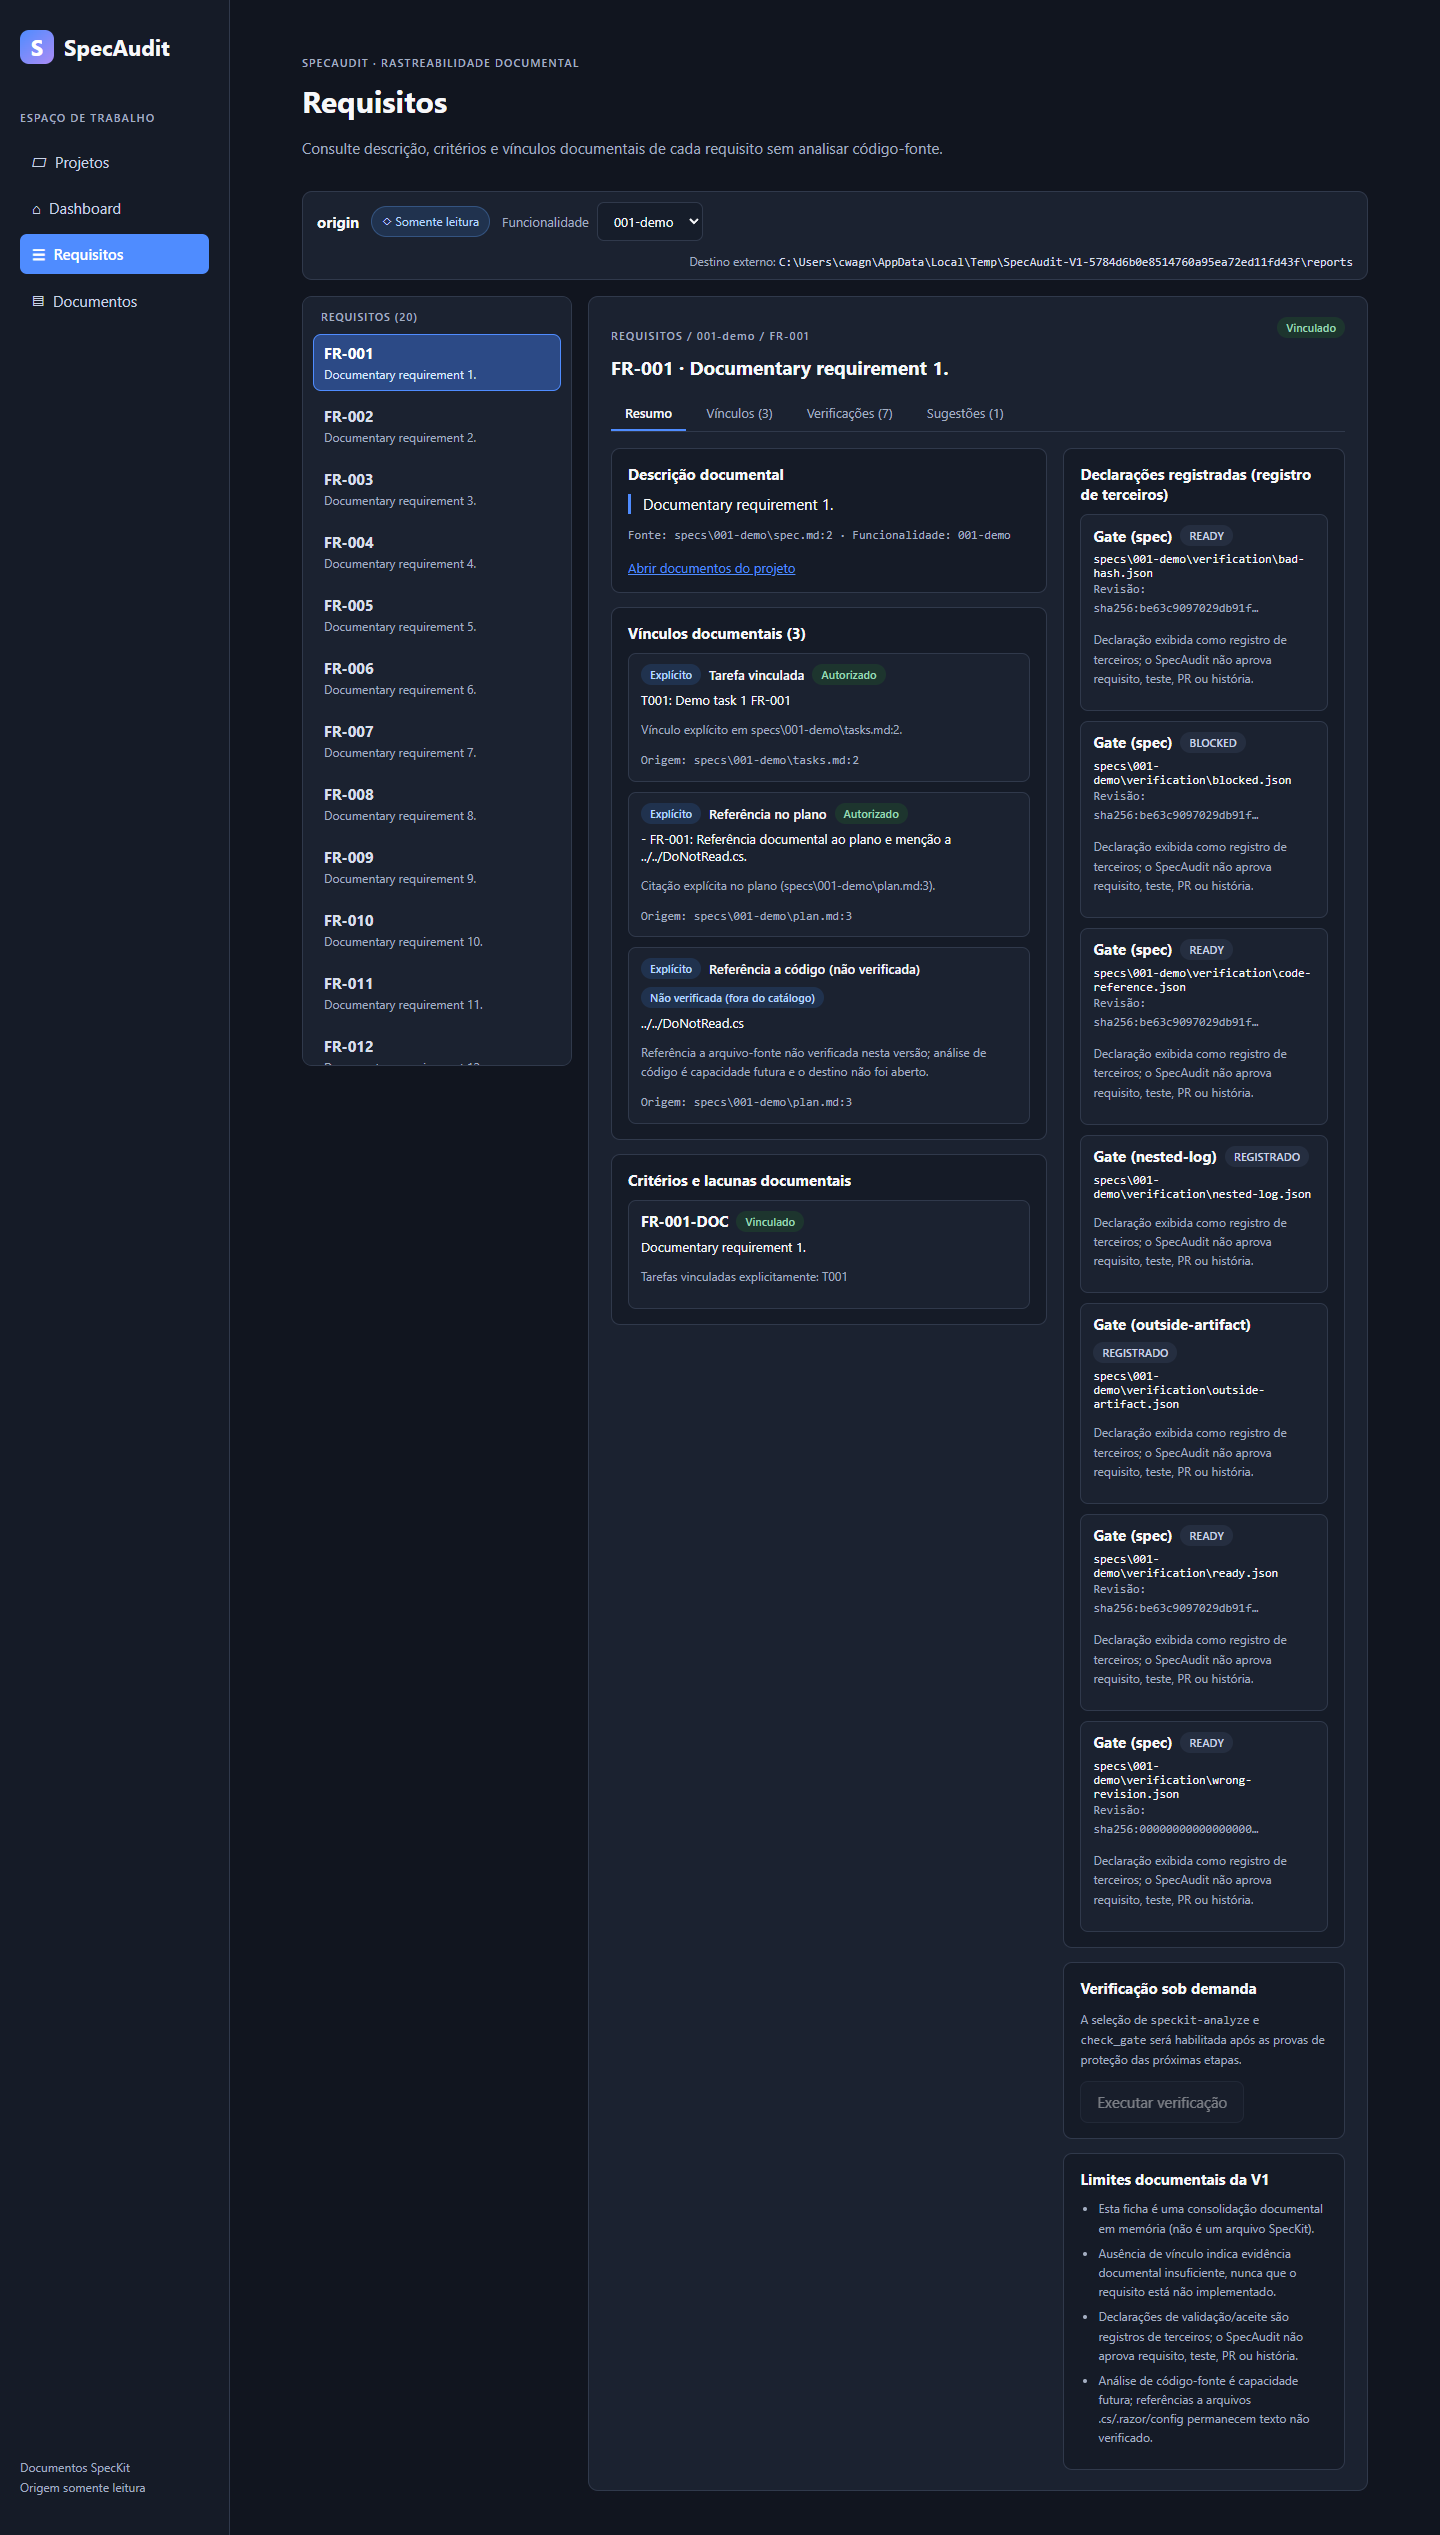 S SpecAudit
ESPAÇO DE TRABALHO
Projetos
Dashboard
Requisitos
Documentos
Documentos SpecKit
Origem somente leitura
SPECAUDIT · RASTREABILIDADE DOCUMENTAL
Requisitos
Consulte descrição, critérios e vínculos documentais de cada requisito sem analisar código-fonte.
origin Somente leitura Funcionalidade 001-demo
Destino externo: C:\Users\cwagn\AppData\Local\Temp\SpecAudit-V1-5784d6b0e8514760a95ea72ed11fd43f\reports
REQUISITOS (20)
FR-001
Documentary requirement 1.
FR-002
Documentary requirement 2.
FR-003
Documentary requirement 3.
FR-004
Documentary requirement 4.
FR-005
Documentary requirement 5.
FR-006
Documentary requirement 6.
FR-007
Documentary requirement 7.
FR-008
Documentary requirement 8.
FR-009
Documentary requirement 9.
FR-010
Documentary requirement 10.
FR-011
Documentary requirement 11.
FR-012
REQUISITOS / 001-demo / FR-001
Vinculado
FR-001 · Documentary requirement 1.
Resumo Vínculos (3) Verificações (7) Sugestões (1)
Descrição documental
Documentary requirement 1.
Fonte: specs\001-demo\spec.md:2 · Funcionalidade: 001-demo
Abrir documentos do projeto
Vínculos documentais (3)
Explícito Tarefa vinculada Autorizado
T001: Demo task 1 FR-001
Vínculo explícito em specs\001-demo\tasks.md:2.
Origem: specs\001-demo\tasks.md:2
Explícito Referência no plano Autorizado
- FR-001: Referência documental ao plano e menção a
../../DoNotRead.cs.
Citação explícita no plano (specs\001-demo\plan.md:3).
Origem: specs\001-demo\plan.md:3
Explícito Referência a código (não verificada)
Não verificada (fora do catálogo)
../../DoNotRead.cs
Referência a arquivo-fonte não verificada nesta versão; análise de
código é capacidade futura e o destino não foi aberto.
Origem: specs\001-demo\plan.md:3
Critérios e lacunas documentais
FR-001-DOC Vinculado
Documentary requirement 1.
Tarefas vinculadas explicitamente: T001
Declarações registradas (registro
de terceiros)
Gate (spec) READY
specs\001-demo\verification\bad-
hash.json
Revisão:
sha256:be63c9097029db91f…
Declaração exibida como registro de
terceiros; o SpecAudit não aprova
requisito, teste, PR ou história.
Gate (spec) BLOCKED
specs\001-
demo\verification\blocked.json
Revisão:
sha256:be63c9097029db91f…
Declaração exibida como registro de
terceiros; o SpecAudit não aprova
requisito, teste, PR ou história.
Gate (spec) READY
specs\001-demo\verification\code-
reference.json
Revisão:
sha256:be63c9097029db91f…
Declaração exibida como registro de
terceiros; o SpecAudit não aprova
requisito, teste, PR ou história.
Gate (nested-log) REGISTRADO
specs\001-
demo\verification\nested-log.json
Declaração exibida como registro de
terceiros; o SpecAudit não aprova
requisito, teste, PR ou história.
Gate (outside-artifact)
REGISTRADO
specs\001-
demo\verification\outside-
artifact.json
Declaração exibida como registro de
terceiros; o SpecAudit não aprova
requisito, teste, PR ou história.
Gate (spec) READY
specs\001-
demo\verification\ready.json
Revisão:
sha256:be63c9097029db91f…
Declaração exibida como registro de
terceiros; o SpecAudit não aprova
requisito, teste, PR ou história.
Gate (spec) READY
specs\001-
demo\verification\wrong-
revision.json
Revisão:
sha256:00000000000000000…
Declaração exibida como registro de
terceiros; o SpecAudit não aprova
requisito, teste, PR ou história.
Verificação sob demanda
A seleção de speckit-analyze e
check_gate será habilitada após as provas de
proteção das próximas etapas.
Executar verificação
Limites documentais da V1
• Esta ficha é uma consolidação documental
em memória (não é um arquivo SpecKit).
• Ausência de vínculo indica evidência
documental insuficiente, nunca que o
requisito está não implementado.
• Declarações de validação/aceite são
registros de terceiros; o SpecAudit não
aprova requisito, teste, PR ou história.
• Análise de código-fonte é capacidade
futura; referências a arquivos
.cs/.razor/config permanecem texto não
verificado.